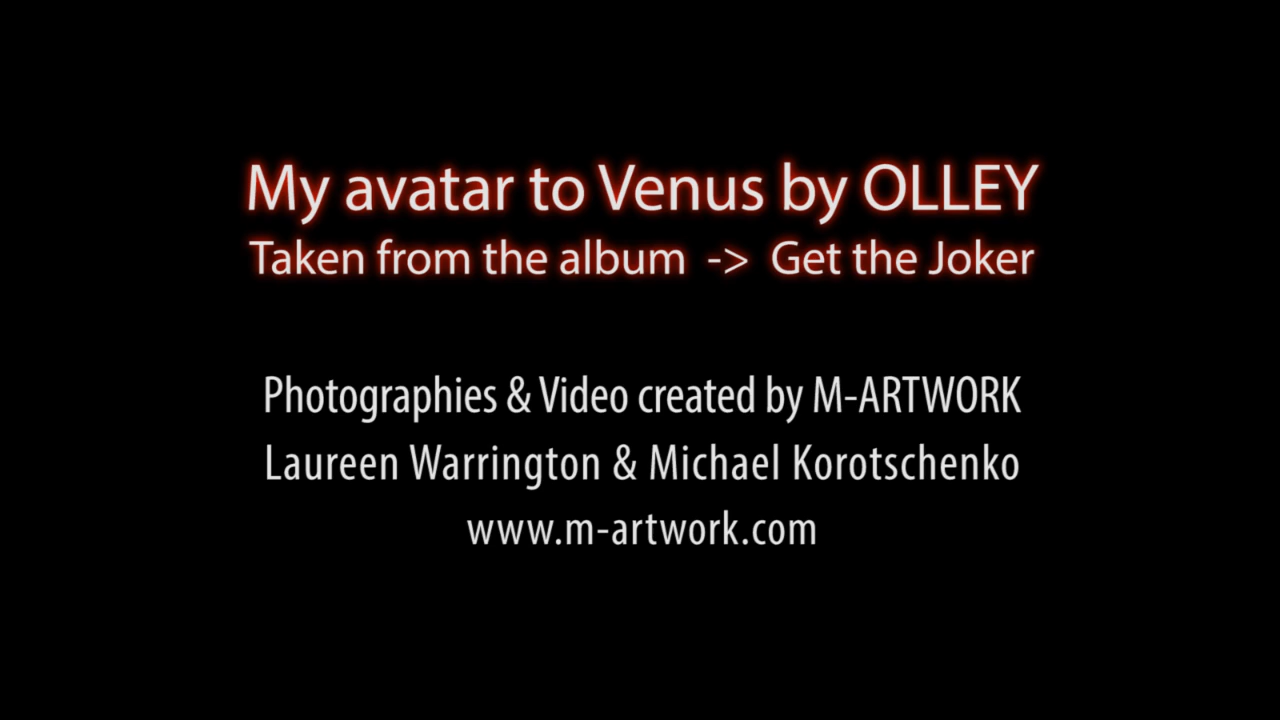 My avatar to Venus by OLLEY
Taken from the album -> Get the Joker
Photographies & Video created by M-ARTWORK
Laureen Warrington & Michael Korotschenko
www.m-artwork.com